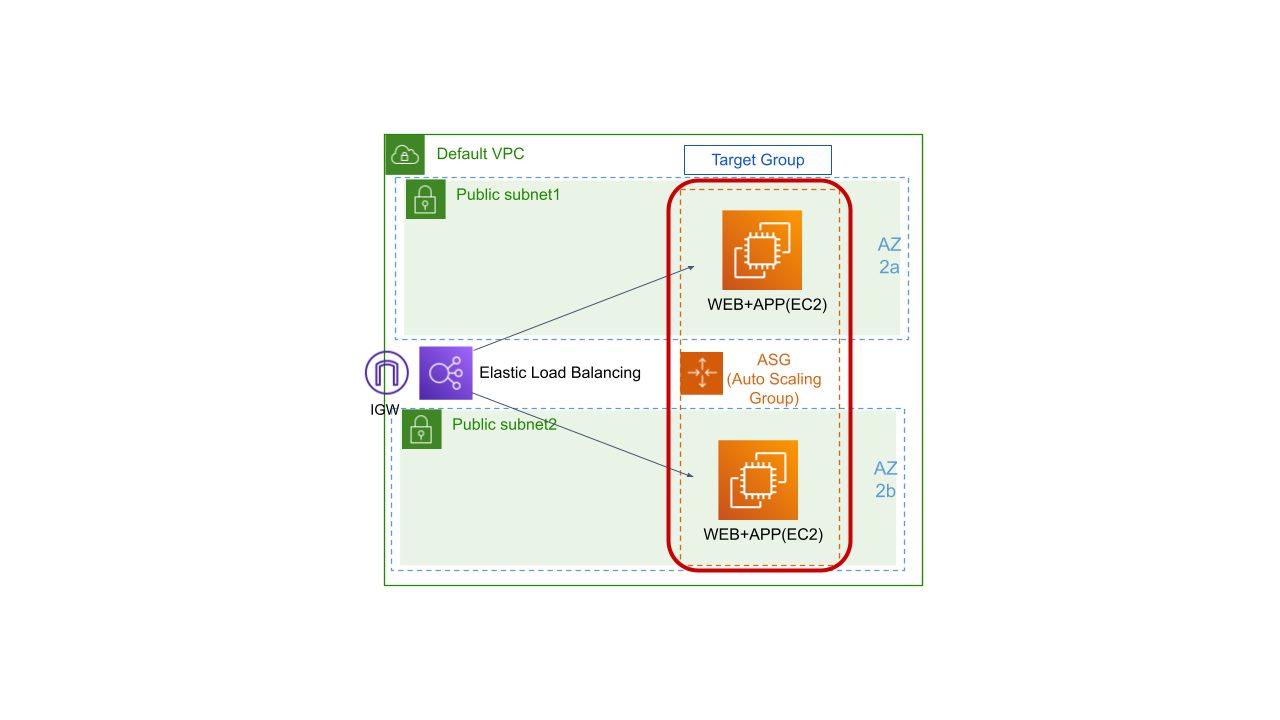 Default VPC
Target Group
Public subnet1
AZ
2a
WEB+APP(EC2)
ASG
(Auto Scaling
Group)
Elastic Load Balancing
IGW
Public subnet2
AZ
2b
WEB+APP(EC2)